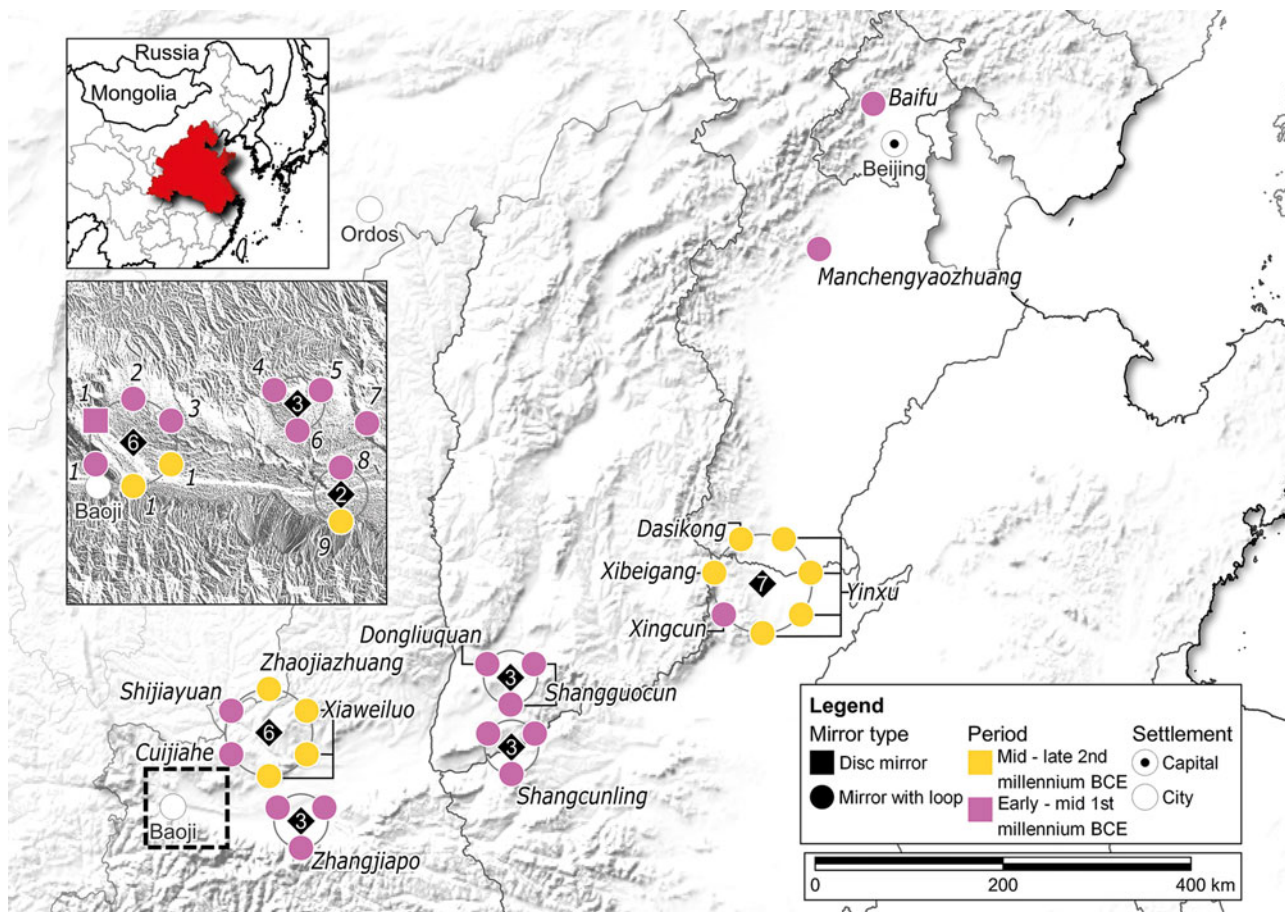 Russia
Mongolia
Ordos
Baifu
Beijing
Manchengyaozhuang
2
4
5
1
3
3
7
6
6
8
1
1
2
Baoji
1
9
Dasikong
Xibeigang
7
Yinxu
Xingcun
Dongliuquan
Zhaojiazhuang
3
Shangguocun
Shijiayuan
Xiaweiluo
6
3
Cuijiahe
Shangcunling
Baoji
3
Zhangjiapo
Legend
Mirror type
Disc mirror
Mirror with loop
Period
Mid - late 2nd
millennium BCE
Early - mid 1st
millennium BCE
Settlement
Capital
City
0
200
400 km